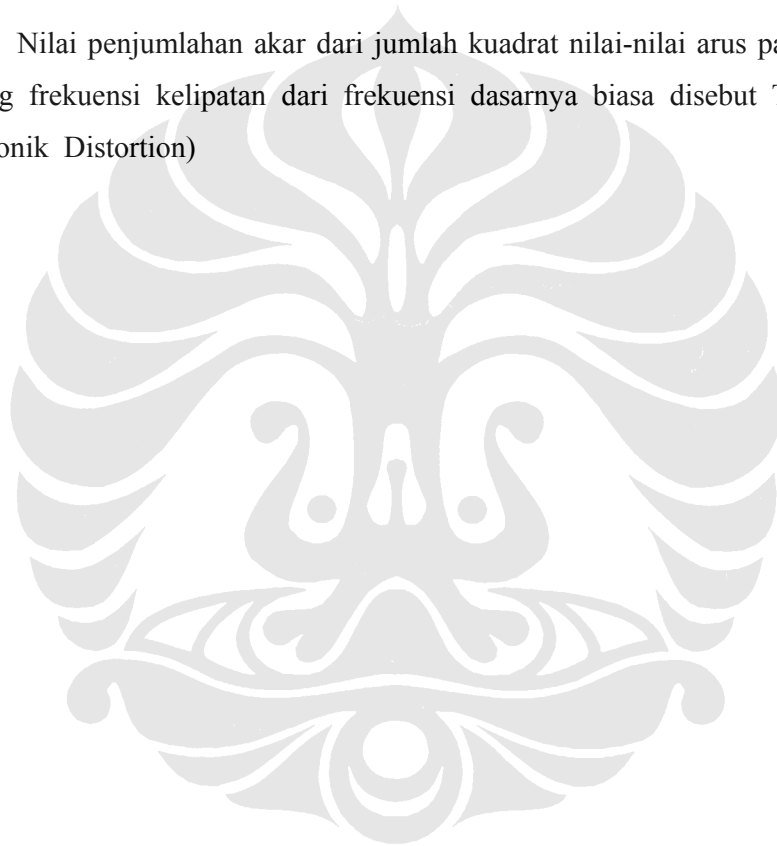 Nilai penjumlahan akar dari jumlah kuadrat nilai-nilai arus pa
g frekuensi kelipatan dari frekuensi dasarnya biasa disebut T
onik Distortion)